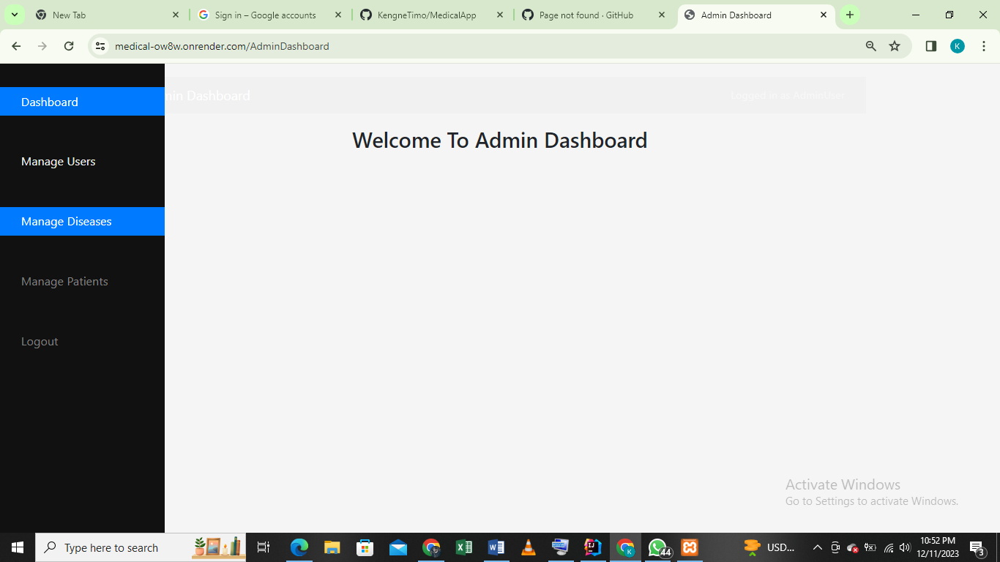 New Tab
Sign in – Google accounts
KengneTimo/MedicalApp
Page not found · GitHub
Admin Dashboard
medical-ow8w.onrender.com/AdminDashboard
K
Dashboard
min Dashboard
Logged in as AdminUser
Welcome To Admin Dashboard
Manage Users
Manage Diseases
Manage Patients
Logout
Activate Windows
Go to Settings to activate Windows.
Type here to search
K
44
USD...
10:52 PM
12/11/2023
3